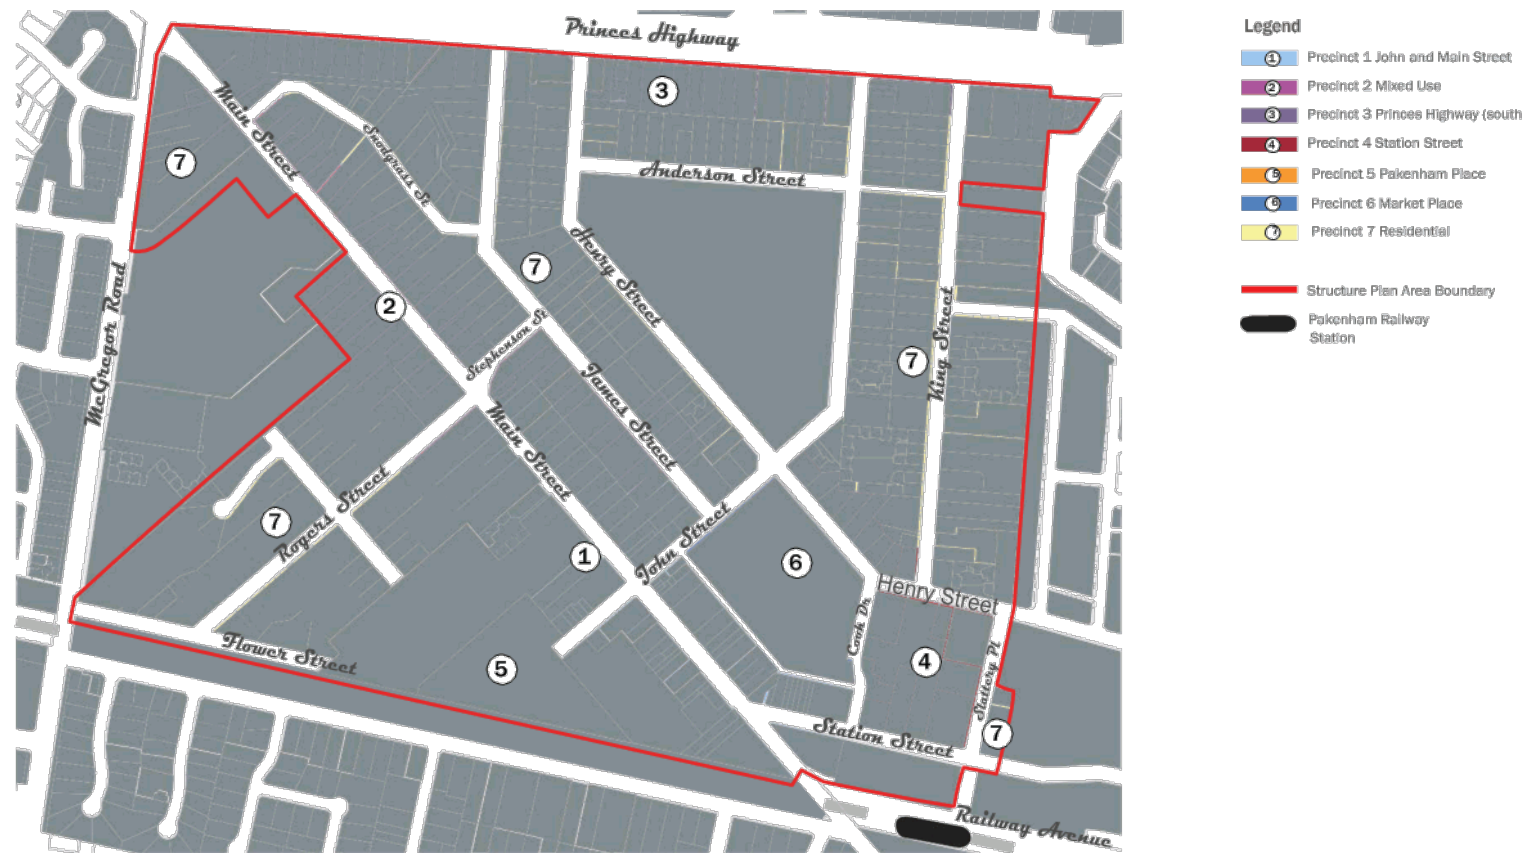 Princes Highway
Legend
1 Precinct 1 John and Main Street
2 Precinct 2 Mixed Use
3 Precinct 3 Princes Highway (south
4 Precinct 4 Station Street
5 Precinct 5 Pakenham Place
6 Precinct 6 Market Place
7 Precinct 7 Residential
Structure Plan Area Boundary
Pakenham Railway
Station
3
Main Street
Snodgrass St
7
Anderson Street
7
Henry Street
McGregor Road
2
Stephenson St
King Street
7
James Street
Main Street
7
Rogers Street
John Street
1
6
Henry Street
Cook Dr
Flower Street
5
4
Slattery Pl
7
Station Street
Railway Avenue